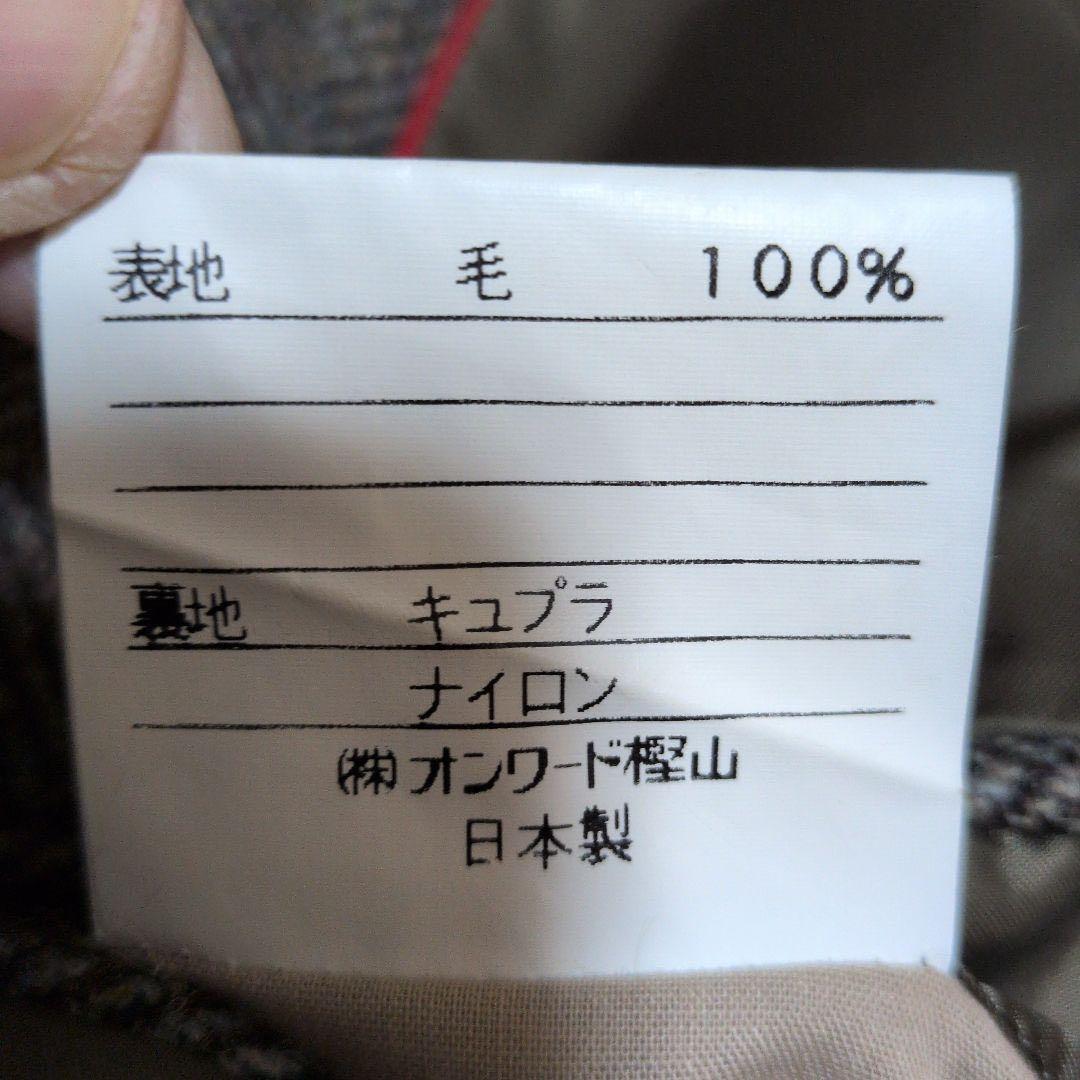 表地 毛 100%
裏地 キュプラ
ナイロン
㈱オンワード樫山
日本製